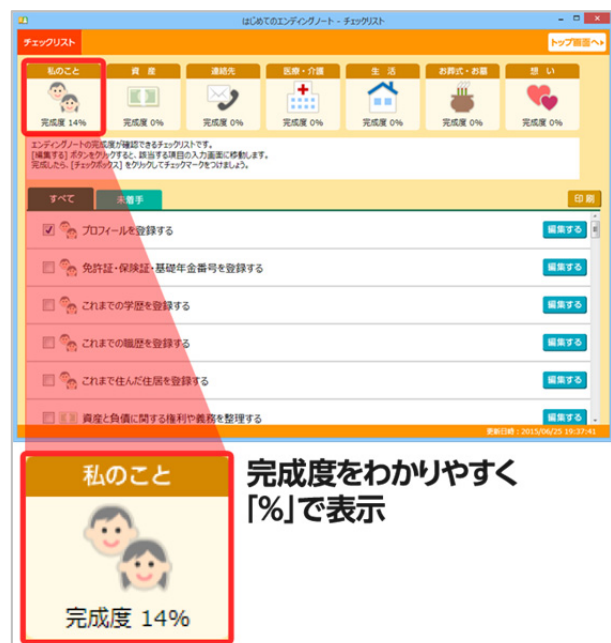 はじめてのエンディングノート - チェックリスト
チェックリスト
トップ画面へ
私のこと
資 産
連絡先
医療・介護
生 活
お葬式・お墓
想 い
完成度 14%
完成度 0%
完成度 0%
完成度 0%
完成度 0%
完成度 0%
完成度 0%
エンディングノートの完成度が確認できるチェックリストです。
[編集する] ボタンをクリックすると、該当する項目の入力画面に移動します。
完成したら、[チェックボックス] をクリックしてチェックマークをつけましょう。
すべて
未着手
印 刷
プロフィールを登録する
編集する
免許証・保険証・基礎年金番号を登録する
編集する
これまでの学歴を登録する
編集する
これまでの職歴を登録する
編集する
これまで住んだ住居を登録する
編集する
資産と負債に関する権利や義務を整理する
編集する
更新日時 : 2015/06/25 19:37:41
私のこと
完成度 14%
完成度をわかりやすく
「%」で表示